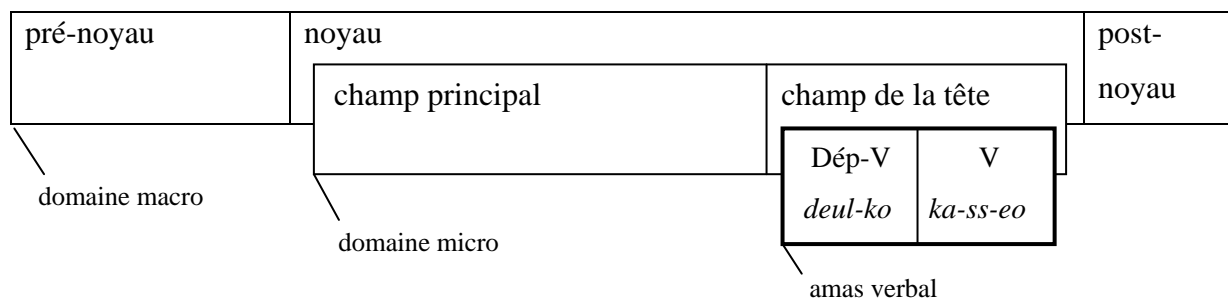 pré-noyau noyau post-
noyau
champ principal champ de la tête
Dép-V V
deul-ko ka-ss-eo
domaine macro
domaine micro
amas verbal